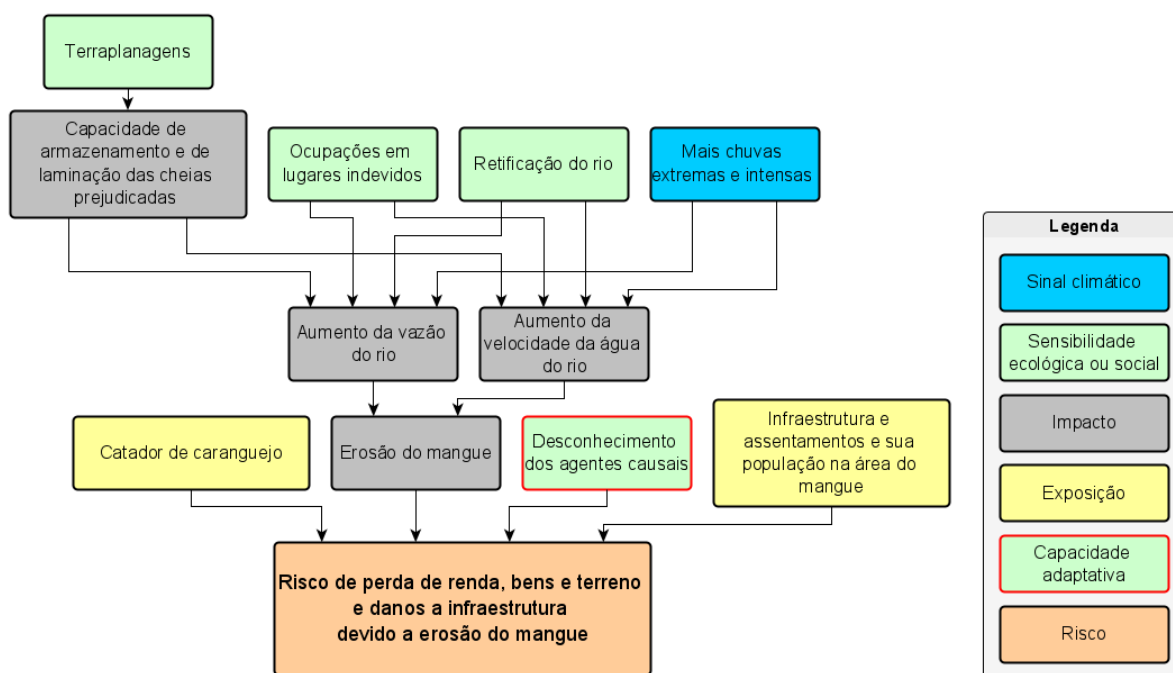 Terraplanagens
Capacidade de
armazenamento e de
laminação das cheias
prejudicadas
Ocupações em
lugares indevidos
Retificação do rio
Mais chuvas
extremas e intensas
Aumento da vazão
do rio
Aumento da
velocidade da água
do rio
Catador de caranguejo
Erosão do mangue
Desconhecimento
dos agentes causais
Infraestrutura e
assentamentos e sua
população na área do
mangue
Risco de perda de renda, bens e terreno
e danos a infraestrutura
devido a erosão do mangue
Legenda
Sinal climático
Sensibilidade
ecológica ou social
Impacto
Exposição
Capacidade
adaptativa
Risco